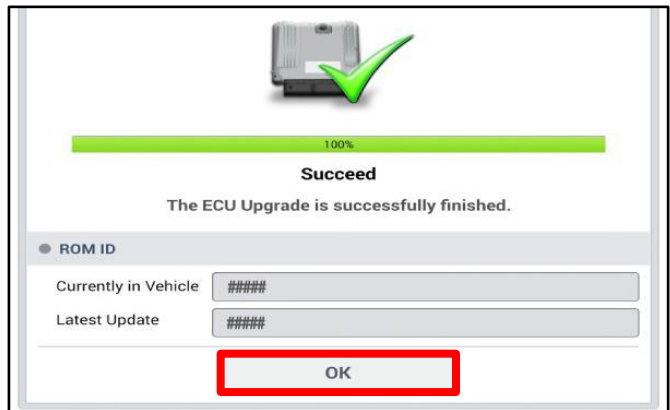 100%
Succeed
The ECU Upgrade is successfully finished.
ROM ID
Currently in Vehicle #####
Latest Update #####
OK